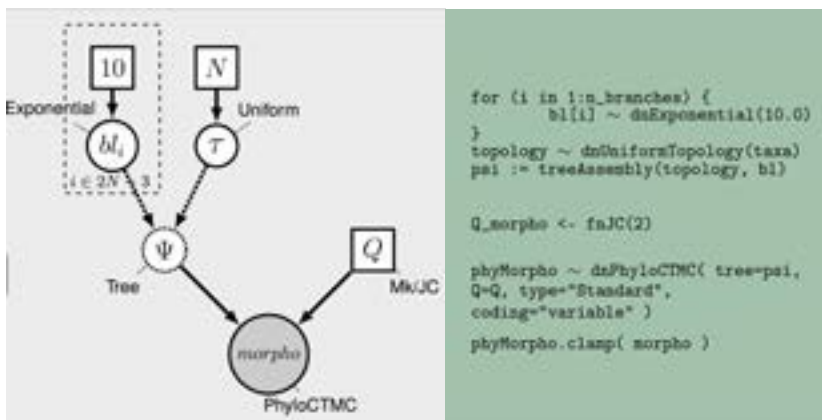 10
N
Exponential
Uniform
bl_i
τ
i ∈ 2N − 3
Ψ
Q
Tree
Mk/JC
morpho
PhyloCTMC
for (i in 1:n_branches) {
bl[i] ~ dnExponential(10.0)
}
topology ~ dnUniformTopology(taxa)
psi := treeAssembly(topology, bl)
Q_morpho <- fnJC(2)
phyMorpho ~ dnPhyloCTMC( tree=psi,
Q=Q, type="Standard",
coding="variable" )
phyMorpho.clamp( morpho )